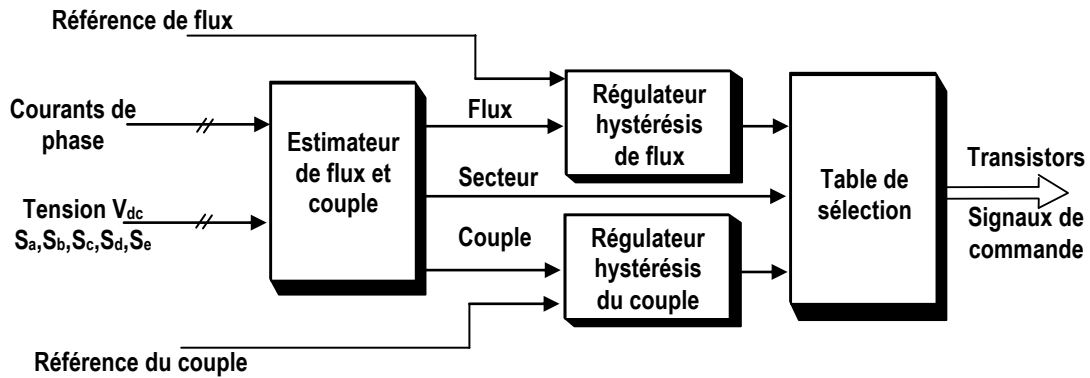 Référence de flux
Courants de
phase
Tension Vdc
Sa,Sb,Sc,Sd,Se
Référence du couple
Estimateur
de flux et
couple
Flux
Secteur
Couple
Régulateur
hystérésis
de flux
Régulateur
hystérésis
du couple
Table de
sélection
Transistors
Signaux de
commande